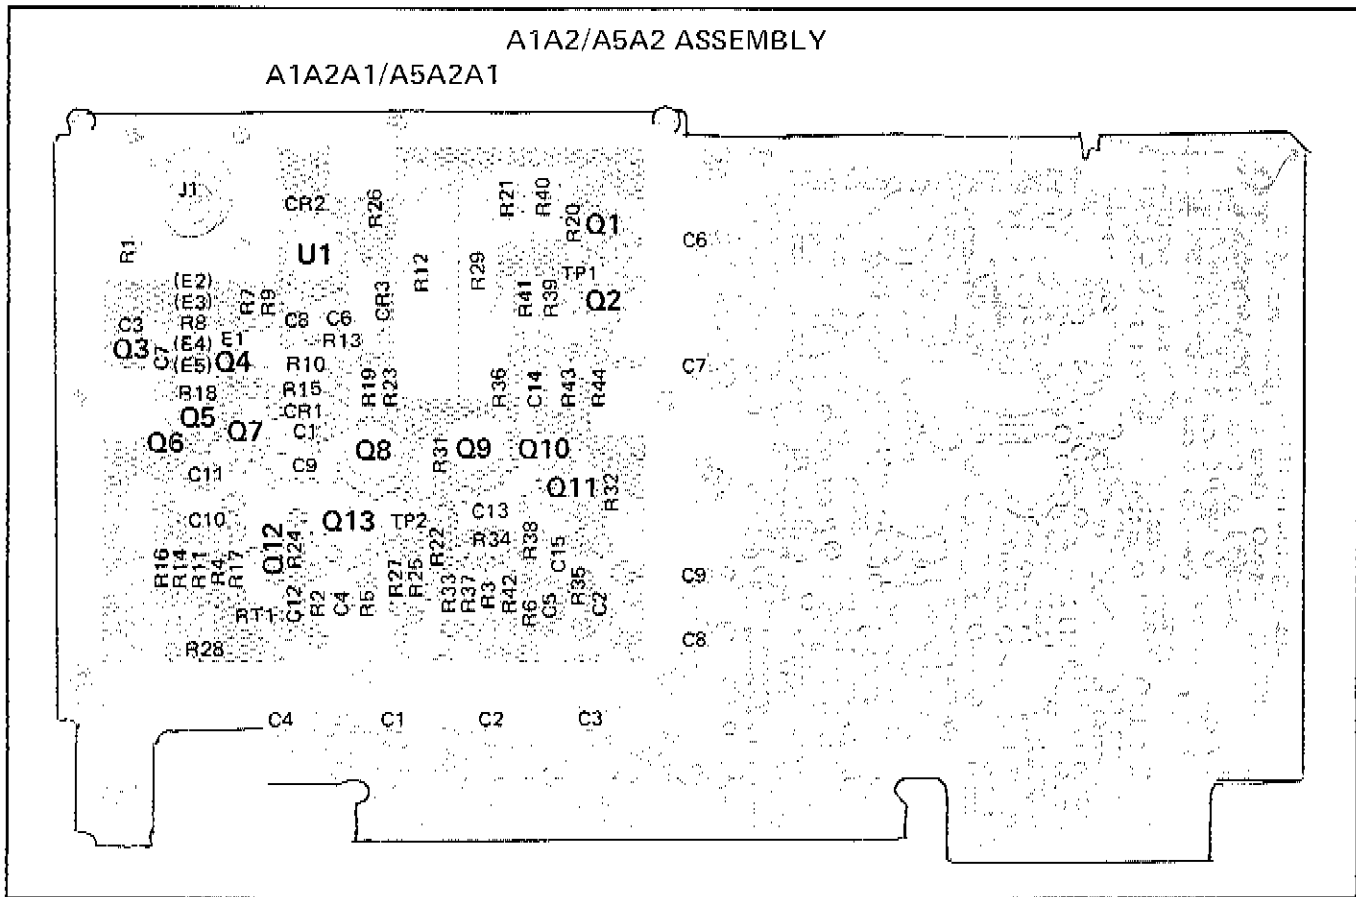 A1A2/A5A2 ASSEMBLY
A1A2A1/A5A2A1
J1
CR2
R26
R21
R40
R20
Q1
R1
U1
C6
(E2)
R12
R29
TP1
(E3)
R7
R9
CR3
R41
R39
Q2
C3
R8
C8
C6
Q3
C7
(E4)
E1
R13
(E5)
Q4
R10
C7
R18
R15
R19
R23
R36
C14
R43
R44
Q5
CR1
Q6
Q7
C1
Q8
R31
Q9
Q10
C11
C9
Q11
R32
C10
Q13
TP2
C13
Q12
R24
R22
R34
R38
C15
R16
R14
R11
R4
R17
R27
R25
R35
C9
RT1
C12
R2
C4
R5
R33
R37
R3
R42
R6
C5
C2
R28
C8
C4
C1
C2
C3